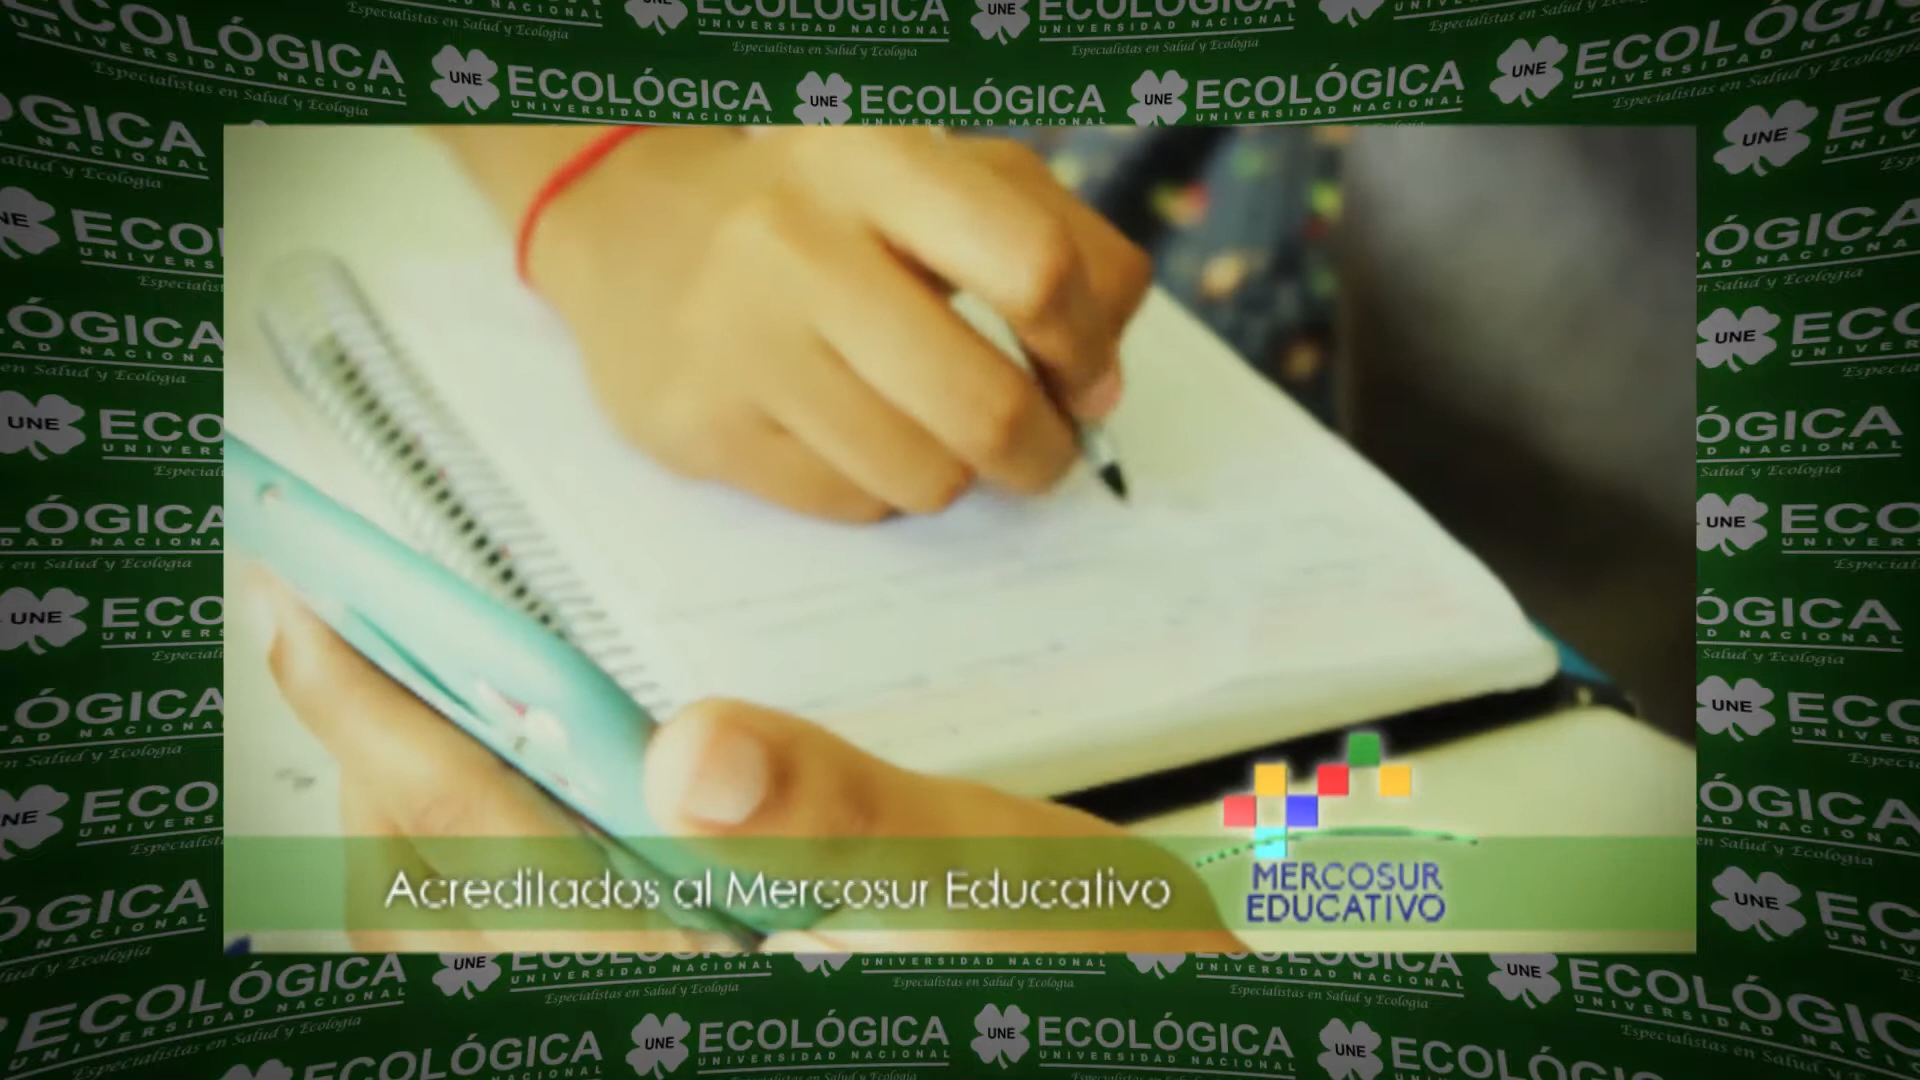 UNE ECOLÓGICA
UNIVERSIDAD NACIONAL
Especialistas en Salud y Ecología
Acreditados al Mercosur Educativo
MERCOSUR
EDUCATIVO